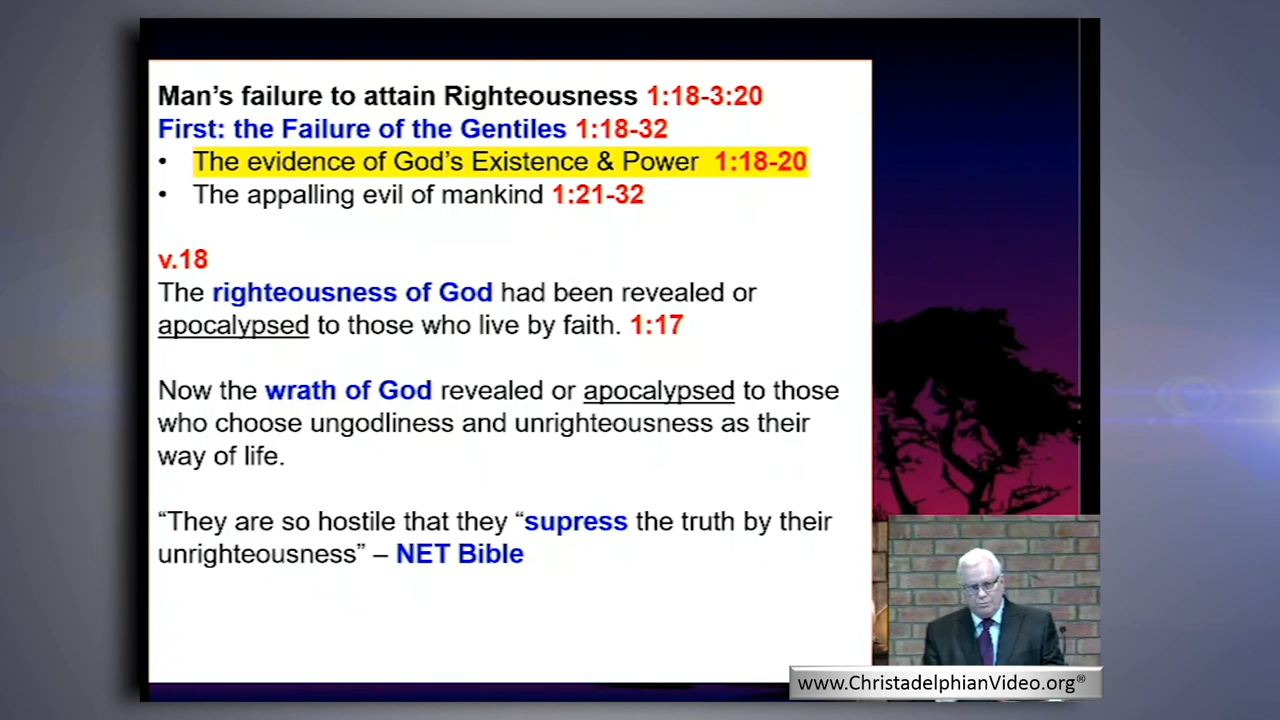 Man's failure to attain Righteousness 1:18-3:20
First: the Failure of the Gentiles 1:18-32
• The evidence of God's Existence & Power 1:18-20
• The appalling evil of mankind 1:21-32
v.18
The righteousness of God had been revealed or
apocalypsed to those who live by faith. 1:17
Now the wrath of God revealed or apocalypsed to those
who choose ungodliness and unrighteousness as their
way of life.
“They are so hostile that they “supress the truth by their
unrighteousness” – NET Bible
www.ChristadelphianVideo.org®